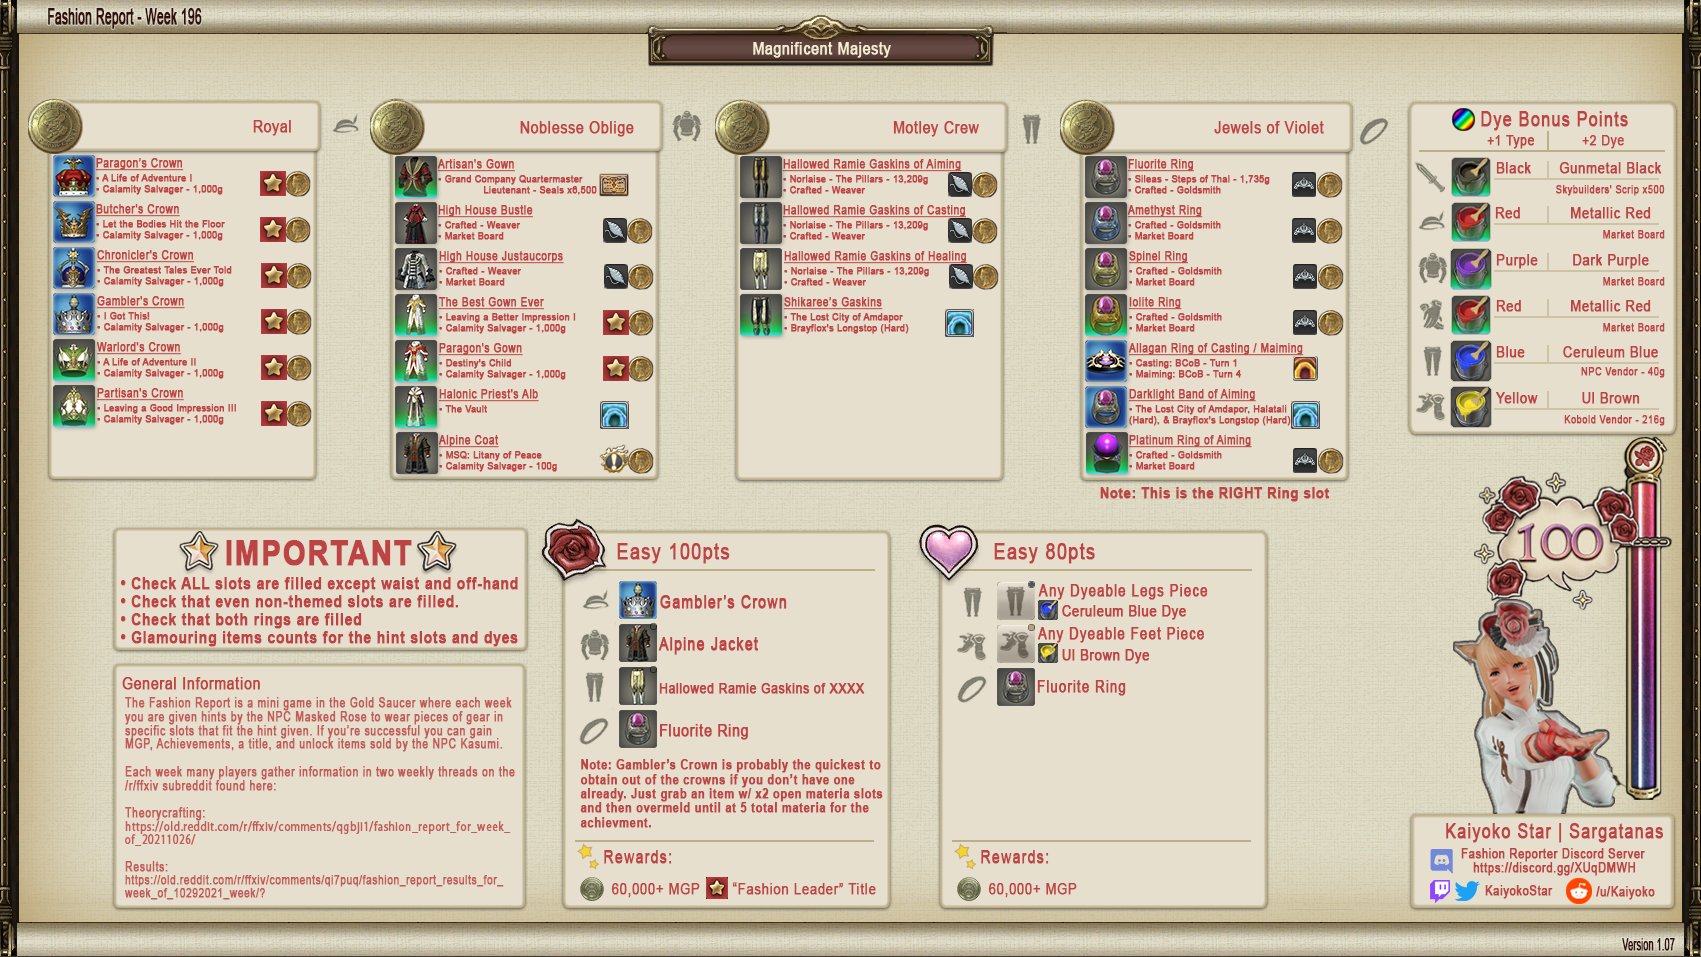 Fashion Report - Week 196
Magnificent Majesty
Royal
Paragon's Crown
• A Life of Adventure I
• Calamity Salvager - 1,000g
Butcher's Crown
• Let the Bodies Hit the Floor
• Calamity Salvager - 1,000g
Chronicler's Crown
• The Greatest Tales Ever Told
• Calamity Salvager - 1,000g
Gambler's Crown
• I Got This!
• Calamity Salvager - 1,000g
Warlord's Crown
• A Life of Adventure II
• Calamity Salvager - 1,000g
Partisan's Crown
• Leaving a Good Impression III
• Calamity Salvager - 1,000g
Noblesse Oblige
Artisan's Gown
• Grand Company Quartermaster
Lieutenant - Seals x6,500
High House Bustle
• Crafted - Weaver
• Market Board
High House Justaucorps
• Crafted - Weaver
• Market Board
The Best Gown Ever
• Leaving a Better Impression I
• Calamity Salvager - 1,000g
Paragon's Gown
• Destiny's Child
• Calamity Salvager - 1,000g
Halonic Priest's Alb
• The Vault
Alpine Coat
• MSQ: Litany of Peace
• Calamity Salvager - 100g
Motley Crew
Hallowed Ramie Gaskins of Aiming
• Norlaise - The Pillars - 13,209g
• Crafted - Weaver
Hallowed Ramie Gaskins of Casting
• Norlaise - The Pillars - 13,209g
• Crafted - Weaver
Hallowed Ramie Gaskins of Healing
• Norlaise - The Pillars - 13,209g
• Crafted - Weaver
Shikaree's Gaskins
• The Lost City of Amdapor
• Brayflox's Longstop (Hard)
Jewels of Violet
Fluorite Ring
• Sileas - Steps of Thal - 1,735g
• Crafted - Goldsmith
Amethyst Ring
• Crafted - Goldsmith
• Market Board
Spinel Ring
• Crafted - Goldsmith
• Market Board
Iolite Ring
• Crafted - Goldsmith
• Market Board
Allagan Ring of Casting / Maiming
• Casting: BCoB - Turn 1
• Maiming: BCoB - Turn 4
Darklight Band of Aiming
• The Lost City of Amdapor, Halatali
(Hard), & Brayflox's Longstop (Hard)
Platinum Ring of Aiming
• Crafted - Goldsmith
• Market Board
Note: This is the RIGHT Ring slot
Dye Bonus Points
+1 Type +2 Dye
Black Gunmetal Black
Skybuilders' Scrip x500
Red Metallic Red
Market Board
Purple Dark Purple
Market Board
Red Metallic Red
Market Board
Blue Ceruleum Blue
NPC Vendor - 40g
Yellow Ul Brown
Kobold Vendor - 216g
IMPORTANT
• Check ALL slots are filled except waist and off-hand
• Check that even non-themed slots are filled.
• Check that both rings are filled
• Glamouring items counts for the hint slots and dyes
General Information
The Fashion Report is a mini game in the Gold Saucer where each week
you are given hints by the NPC Masked Rose to wear pieces of gear in
specific slots that fit the hint given. If you're successful you can gain
MGP, Achievements, a title, and unlock items sold by the NPC Kasumi.
Each week many players gather information in two weekly threads on the
/r/ffxiv subreddit found here:
Theorycrafting:
https://old.reddit.com/r/ffxiv/comments/qgbjl1/fashion_report_for_week_
of_20211026/
Results:
https://old.reddit.com/r/ffxiv/comments/qi7puq/fashion_report_results_for_
week_of_10292021_week/?
Easy 100pts
Gambler's Crown
Alpine Jacket
Hallowed Ramie Gaskins of XXXX
Fluorite Ring
Note: Gambler's Crown is probably the quickest to
obtain out of the crowns if you don't have one
already. Just grab an item w/ x2 open materia slots
and then overmeld until at 5 total materia for the
achievment.
Rewards:
60,000+ MGP "Fashion Leader" Title
Easy 80pts
Any Dyeable Legs Piece
Ceruleum Blue Dye
Any Dyeable Feet Piece
Ul Brown Dye
Fluorite Ring
Rewards:
60,000+ MGP
100
Kaiyoko Star | Sargatanas
Fashion Reporter Discord Server
https://discord.gg/XUqDMWH
KaiyokoStar /u/Kaiyoko
Version 1.07